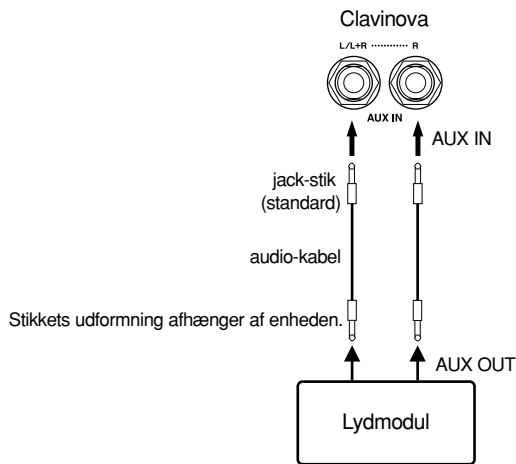 Clavinova
L/L+R ············ R
AUX IN
AUX IN
jack-stik
(standard)
audio-kabel
Stikkets udformning afhænger af enheden.
AUX OUT
Lydmodul